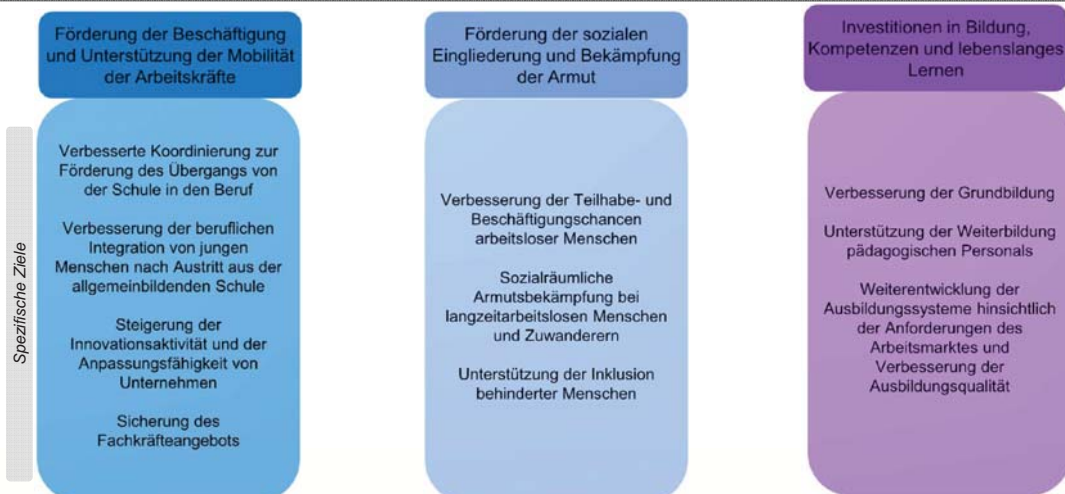 Förderung der Beschäftigung
und Unterstützung der Mobilität
der Arbeitskräfte
Förderung der sozialen
Eingliederung und Bekämpfung
der Armut
Investitionen in Bildung,
Kompetenzen und lebenslanges
Lernen
Spezifische Ziele
Verbesserte Koordinierung zur
Förderung des Übergangs von
der Schule in den Beruf
Verbesserung der beruflichen
Integration von jungen
Menschen nach Austritt aus der
allgemeinbildenden Schule
Steigerung der
Innovationsaktivität und der
Anpassungsfähigkeit von
Unternehmen
Sicherung des
Fachkräfteangebots
Verbesserung der Teilhabe- und
Beschäftigungschancen
arbeitsloser Menschen
Sozialräumliche
Armutsbekämpfung bei
langzeitarbeitslosen Menschen
und Zuwanderern
Unterstützung der Inklusion
behinderter Menschen
Verbesserung der Grundbildung
Unterstützung der Weiterbildung
pädagogischen Personals
Weiterentwicklung der
Ausbildungssysteme hinsichtlich
der Anforderungen des
Arbeitsmarktes und
Verbesserung der
Ausbildungsqualität